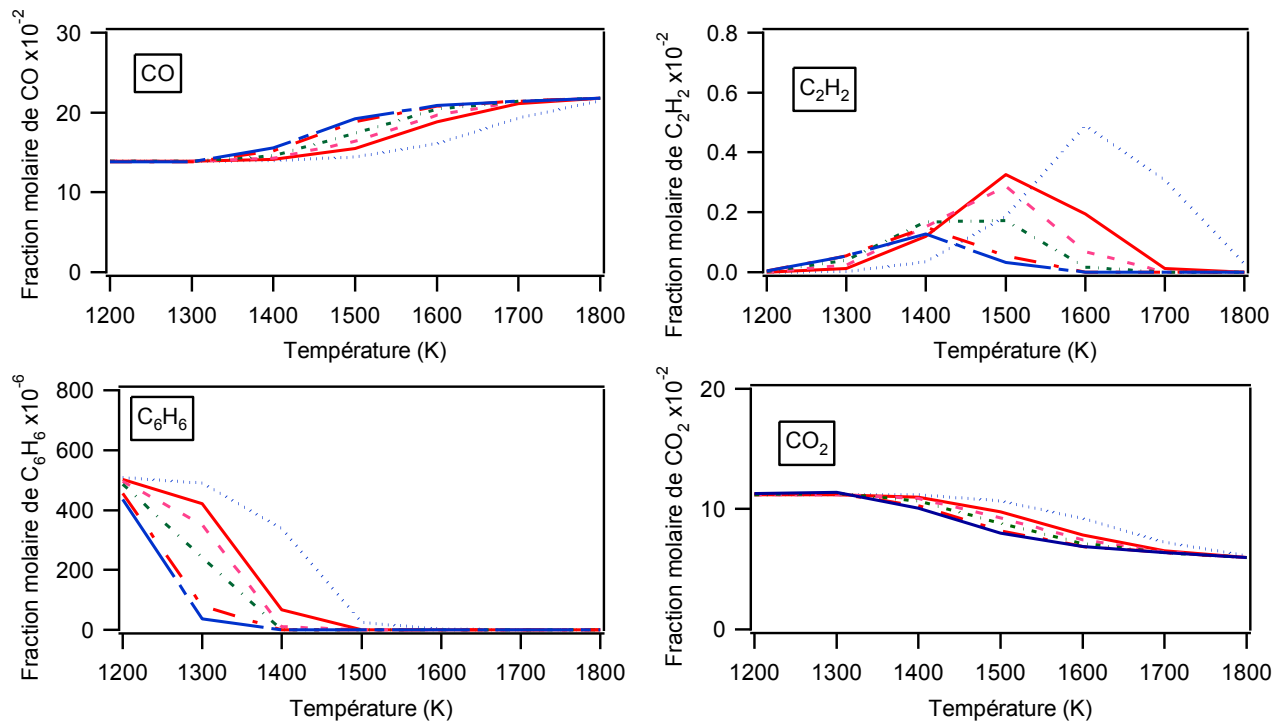 Fraction molaire de CO x10⁻²
30
20
10
0
CO
1200 1300 1400 1500 1600 1700 1800
Température (K)
Fraction molaire de C₂H₂ x10⁻²
0.8
0.6
0.4
0.2
0.0
C₂H₂
1200 1300 1400 1500 1600 1700 1800
Température (K)
Fraction molaire de C₆H₆ x10⁻⁶
800
600
400
200
0
C₆H₆
1200 1300 1400 1500 1600 1700 1800
Température (K)
Fraction molaire de CO₂ x10⁻²
20
10
0
CO₂
1200 1300 1400 1500 1600 1700 1800
Température (K)